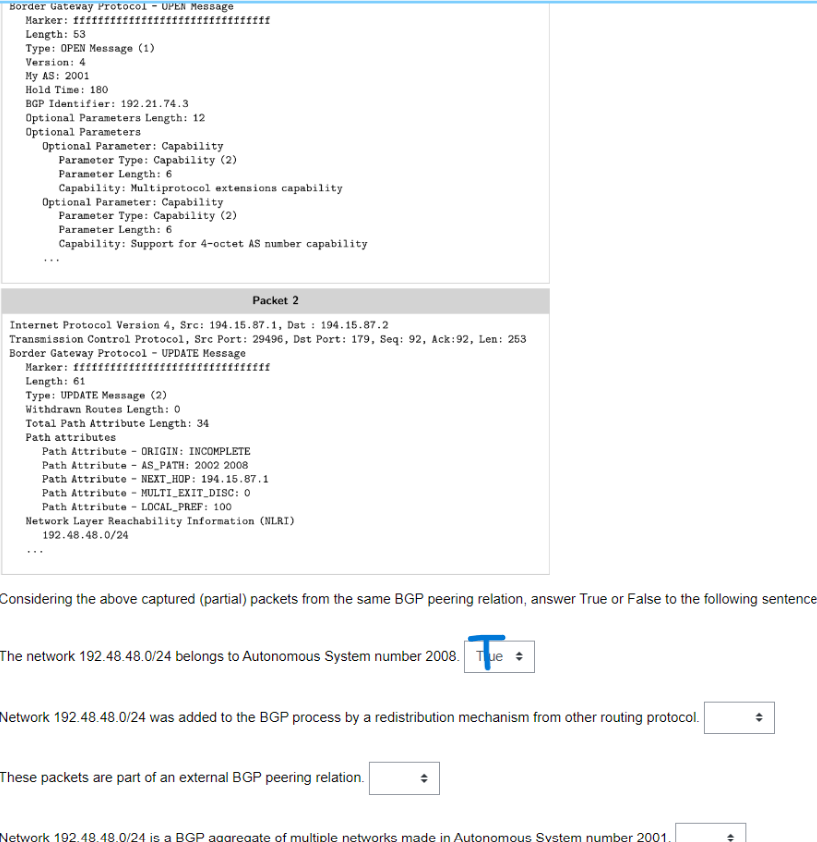 Border Gateway Protocol - OPEN Message
Marker: ffffffffffffffffffffffffffffffff
Length: 53
Type: OPEN Message (1)
Version: 4
My AS: 2001
Hold Time: 180
BGP Identifier: 192.21.74.3
Optional Parameters Length: 12
Optional Parameters
Optional Parameter: Capability
Parameter Type: Capability (2)
Parameter Length: 6
Capability: Multiprotocol extensions capability
Optional Parameter: Capability
Parameter Type: Capability (2)
Parameter Length: 6
Capability: Support for 4-octet AS number capability
...
Packet 2
Internet Protocol Version 4, Src: 194.15.87.1, Dst : 194.15.87.2
Transmission Control Protocol, Src Port: 29496, Dst Port: 179, Seq: 92, Ack:92, Len: 253
Border Gateway Protocol - UPDATE Message
Marker: ffffffffffffffffffffffffffffffff
Length: 61
Type: UPDATE Message (2)
Withdrawn Routes Length: 0
Total Path Attribute Length: 34
Path attributes
Path Attribute - ORIGIN: INCOMPLETE
Path Attribute - AS_PATH: 2002 2008
Path Attribute - NEXT_HOP: 194.15.87.1
Path Attribute - MULTI_EXIT_DISC: 0
Path Attribute - LOCAL_PREF: 100
Network Layer Reachability Information (NLRI)
192.48.48.0/24
...
Considering the above captured (partial) packets from the same BGP peering relation, answer True or False to the following sentence
The network 192.48.48.0/24 belongs to Autonomous System number 2008. True T
Network 192.48.48.0/24 was added to the BGP process by a redistribution mechanism from other routing protocol.
These packets are part of an external BGP peering relation.
Network 192.48.48.0/24 is a BGP aggregate of multiple networks made in Autonomous System number 2001.